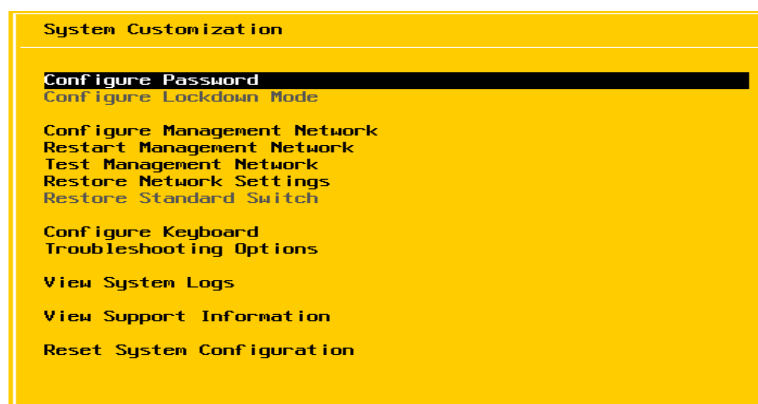 System Customization
Configure Password
Configure Lockdown Mode
Configure Management Network
Restart Management Network
Test Management Network
Restore Network Settings
Restore Standard Switch
Configure Keyboard
Troubleshooting Options
View System Logs
View Support Information
Reset System Configuration